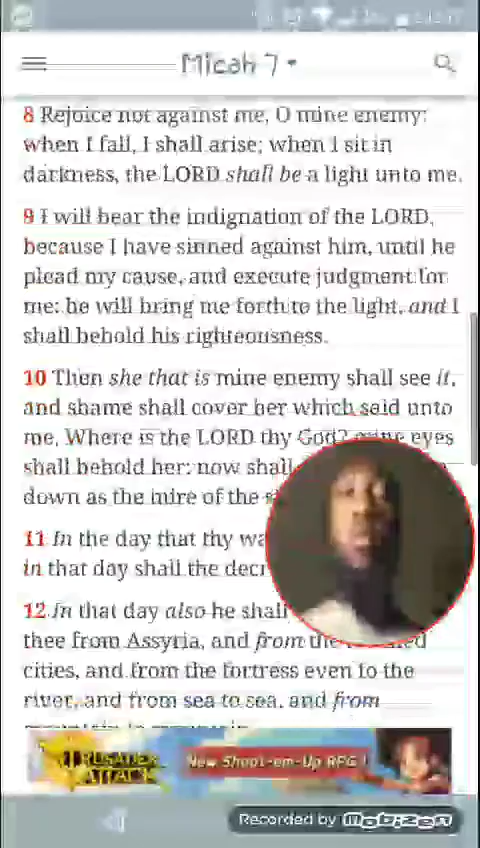 Micah 7
8 Rejoice not against me, O mine enemy:
when I fall, I shall arise; when I sit in
darkness, the LORD shall be a light unto me.
9 I will bear the indignation of the LORD,
because I have sinned against him, until he
plead my cause, and execute judgment for
me: he will bring me forth to the light, and I
shall behold his righteousness.
10 Then she that is mine enemy shall see it,
and shame shall cover her which said unto
me, Where is the LORD thy God? mine eyes
shall behold her: now shall
down as the mire of the
11 In the day that thy wa
in that day shall the decr
12 In that day also he shall
thee from Assyria, and from the
cities, and from the fortress even to the
river, and from sea to sea, and from
mountain to mountain
CRUSADERS ATTACK
New Shoot-em-Up RPG !
Recorded by Mobizen